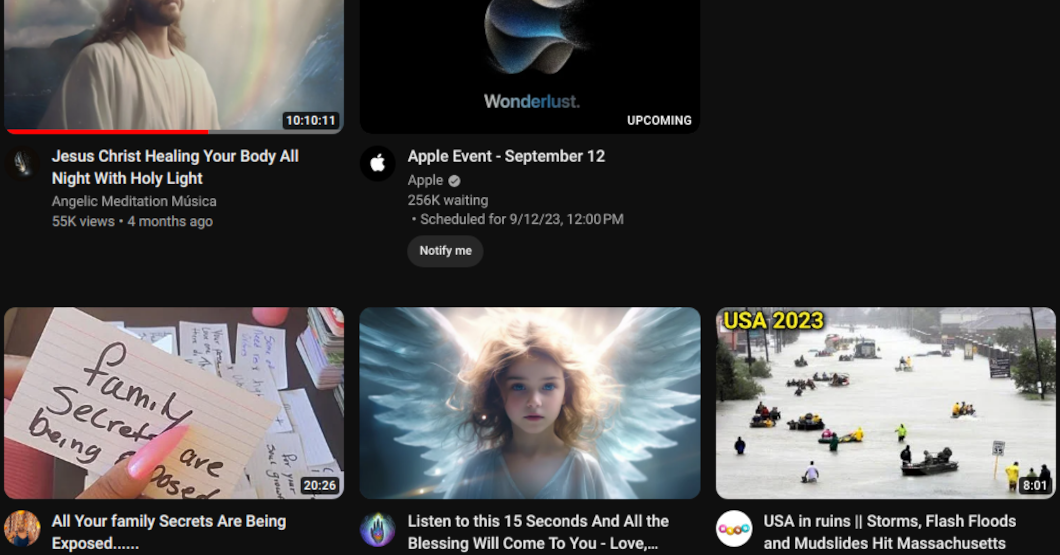 Wonderlust.
10:10:11
UPCOMING
Jesus Christ Healing Your Body All
Night With Holy Light
Angelic Meditation Música
55K views • 4 months ago
Apple Event - September 12
Apple
256K waiting
• Scheduled for 9/12/23, 12:00 PM
Notify me
family
Secrets are
being exposed
20:26
USA 2023
8:01
All Your family Secrets Are Being
Exposed......
Listen to this 15 Seconds And All the
Blessing Will Come To You - Love,...
USA in ruins || Storms, Flash Floods
and Mudslides Hit Massachusetts